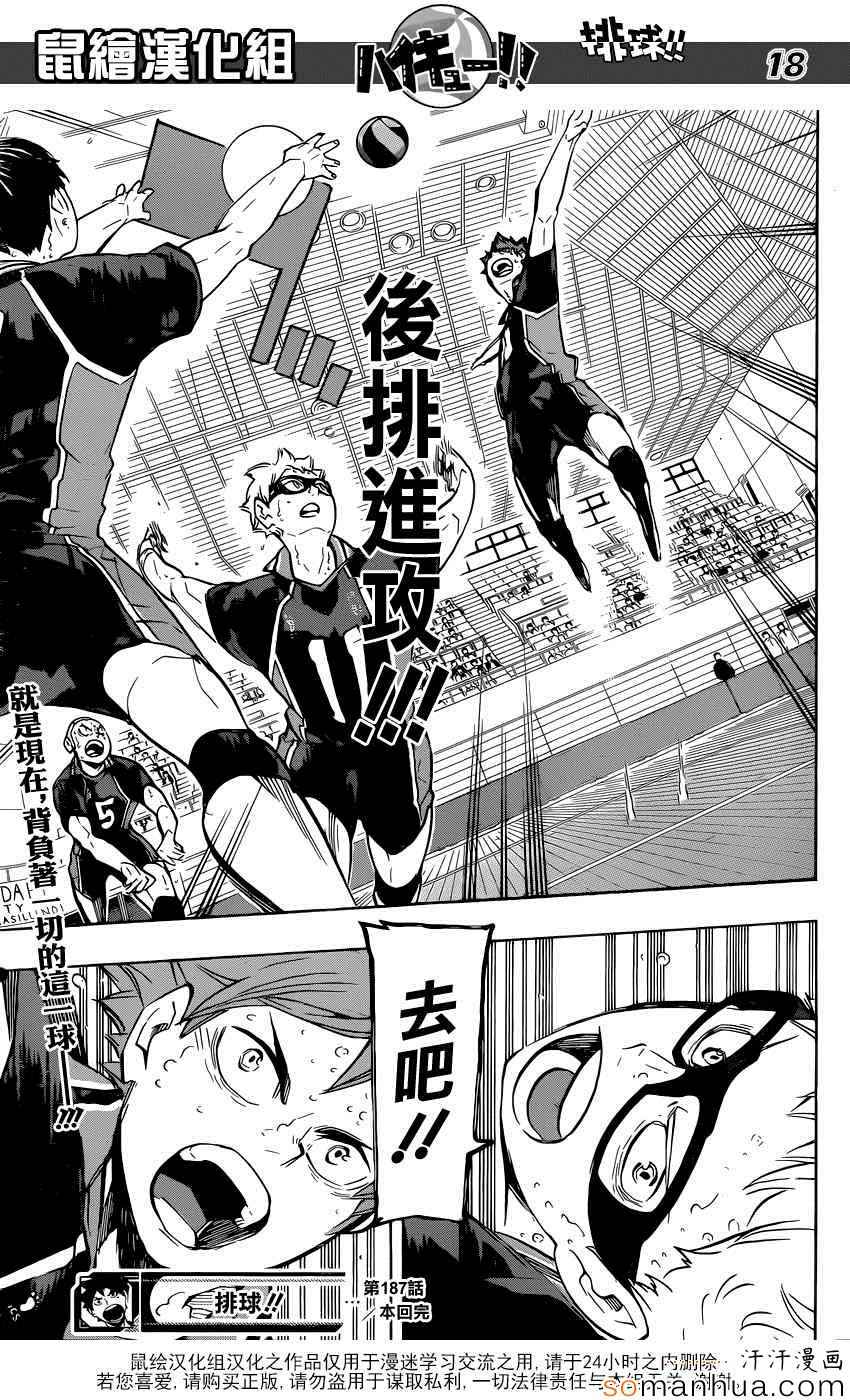 鼠繪漢化組
ハイキュー!!
排球!!
18
後排進攻!!!
就是現在，背負著一切的這一球——!!!
5
去吧!!
排球!!
第187話
…／本回完
鼠绘汉化组汉化之作品仅用于漫迷学习交流之用, 请于24小时之内删除
若您喜爱, 请购买正版, 请勿盗用于谋取私利, 一切法律责任与
汗汗漫画
somanhua.com